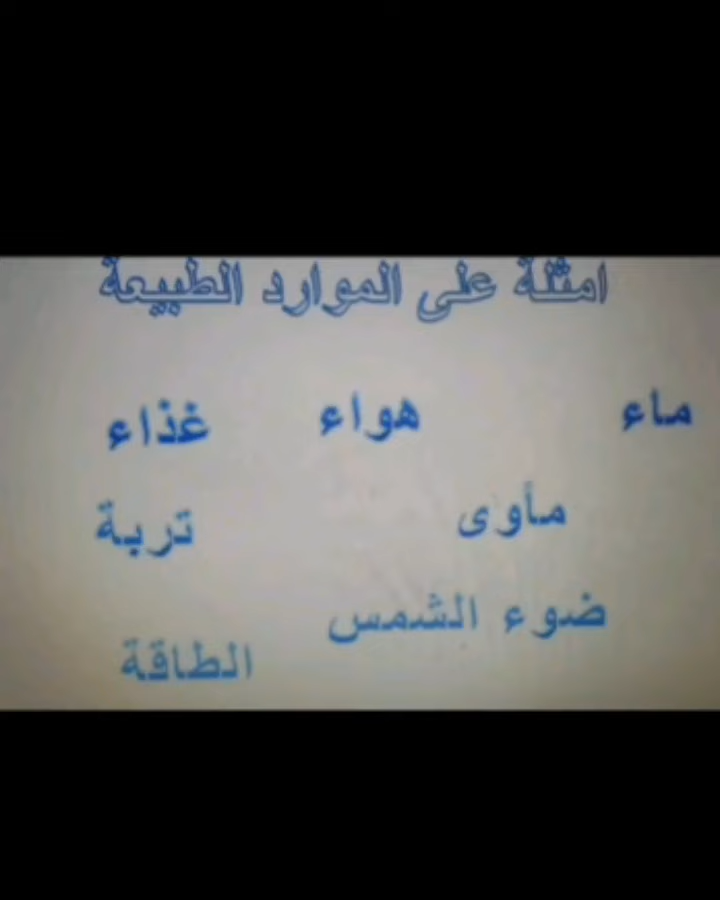 امثلة على الموارد الطبيعة
ماء هواء غذاء
مأوى تربة
ضوء الشمس
الطاقة